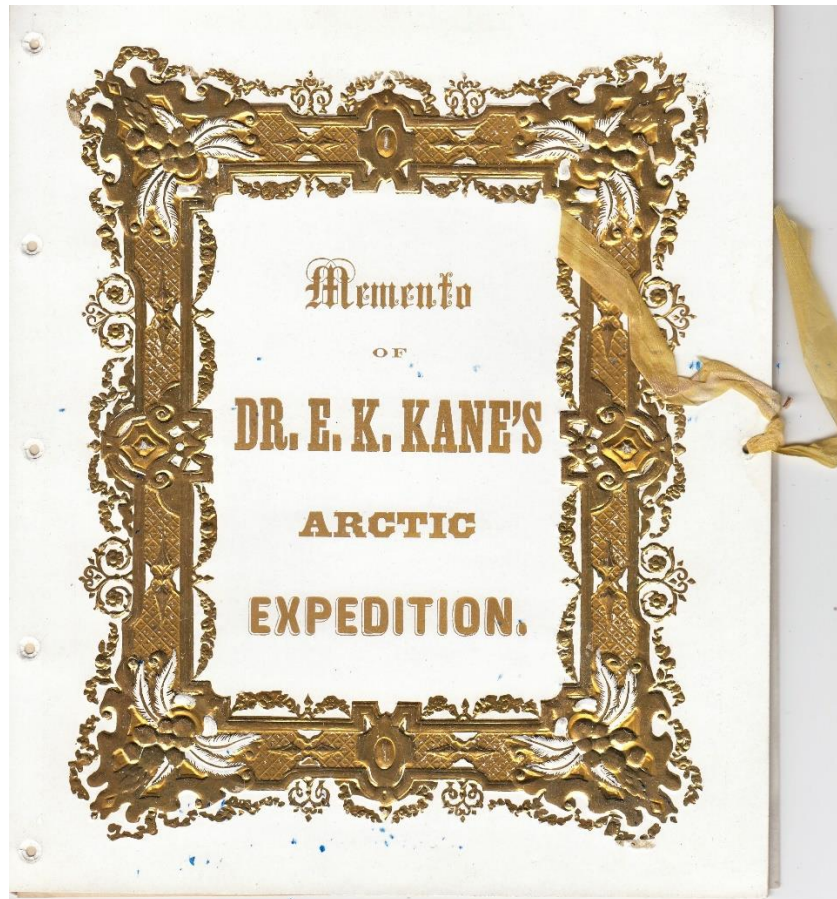 Memento
OF
DR. E. K. KANE'S
ARCTIC
EXPEDITION.